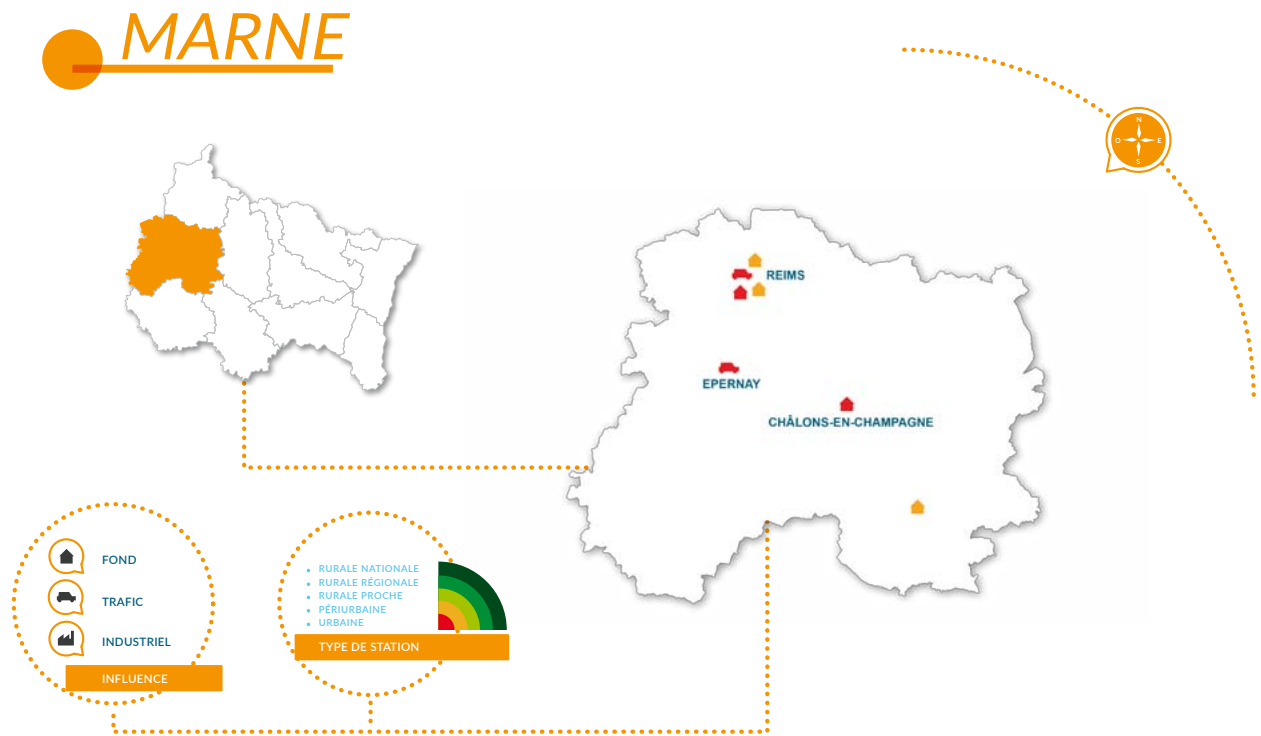 MARNE
N
O E
S
REIMS
EPERNAY
CHÂLONS-EN-CHAMPAGNE
FOND
TRAFIC
INDUSTRIEL
INFLUENCE
• RURALE NATIONALE
• RURALE RÉGIONALE
• RURALE PROCHE
• PÉRIURBAINE
• URBAINE
TYPE DE STATION